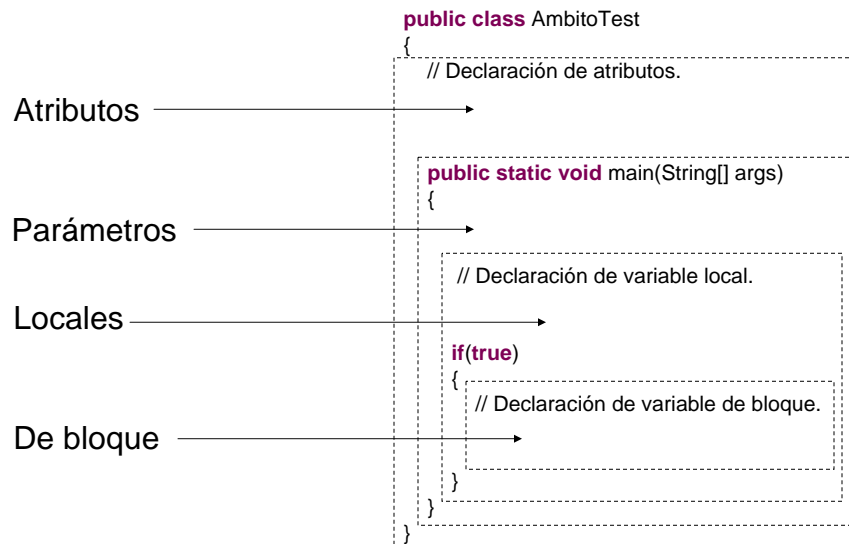 public class AmbitoTest
{
// Declaración de atributos.
Atributos
public static void main(String[] args)
{
Parámetros
// Declaración de variable local.
Locales
if(true)
{
// Declaración de variable de bloque.
De bloque
}
}
}